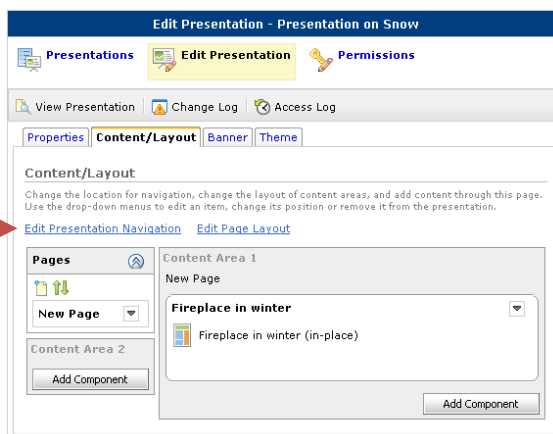 Edit Presentation - Presentation on Snow
Presentations Edit Presentation Permissions
View Presentation Change Log Access Log
Properties Content/Layout Banner Theme
Content/Layout
Change the location for navigation, change the layout of content areas, and add content through this page.
Use the drop-down menus to edit an item, change its position or remove it from the presentation.
Edit Presentation Navigation Edit Page Layout
Pages
New Page
Content Area 2
Add Component
Content Area 1
New Page
Fireplace in winter
Fireplace in winter (in-place)
Add Component